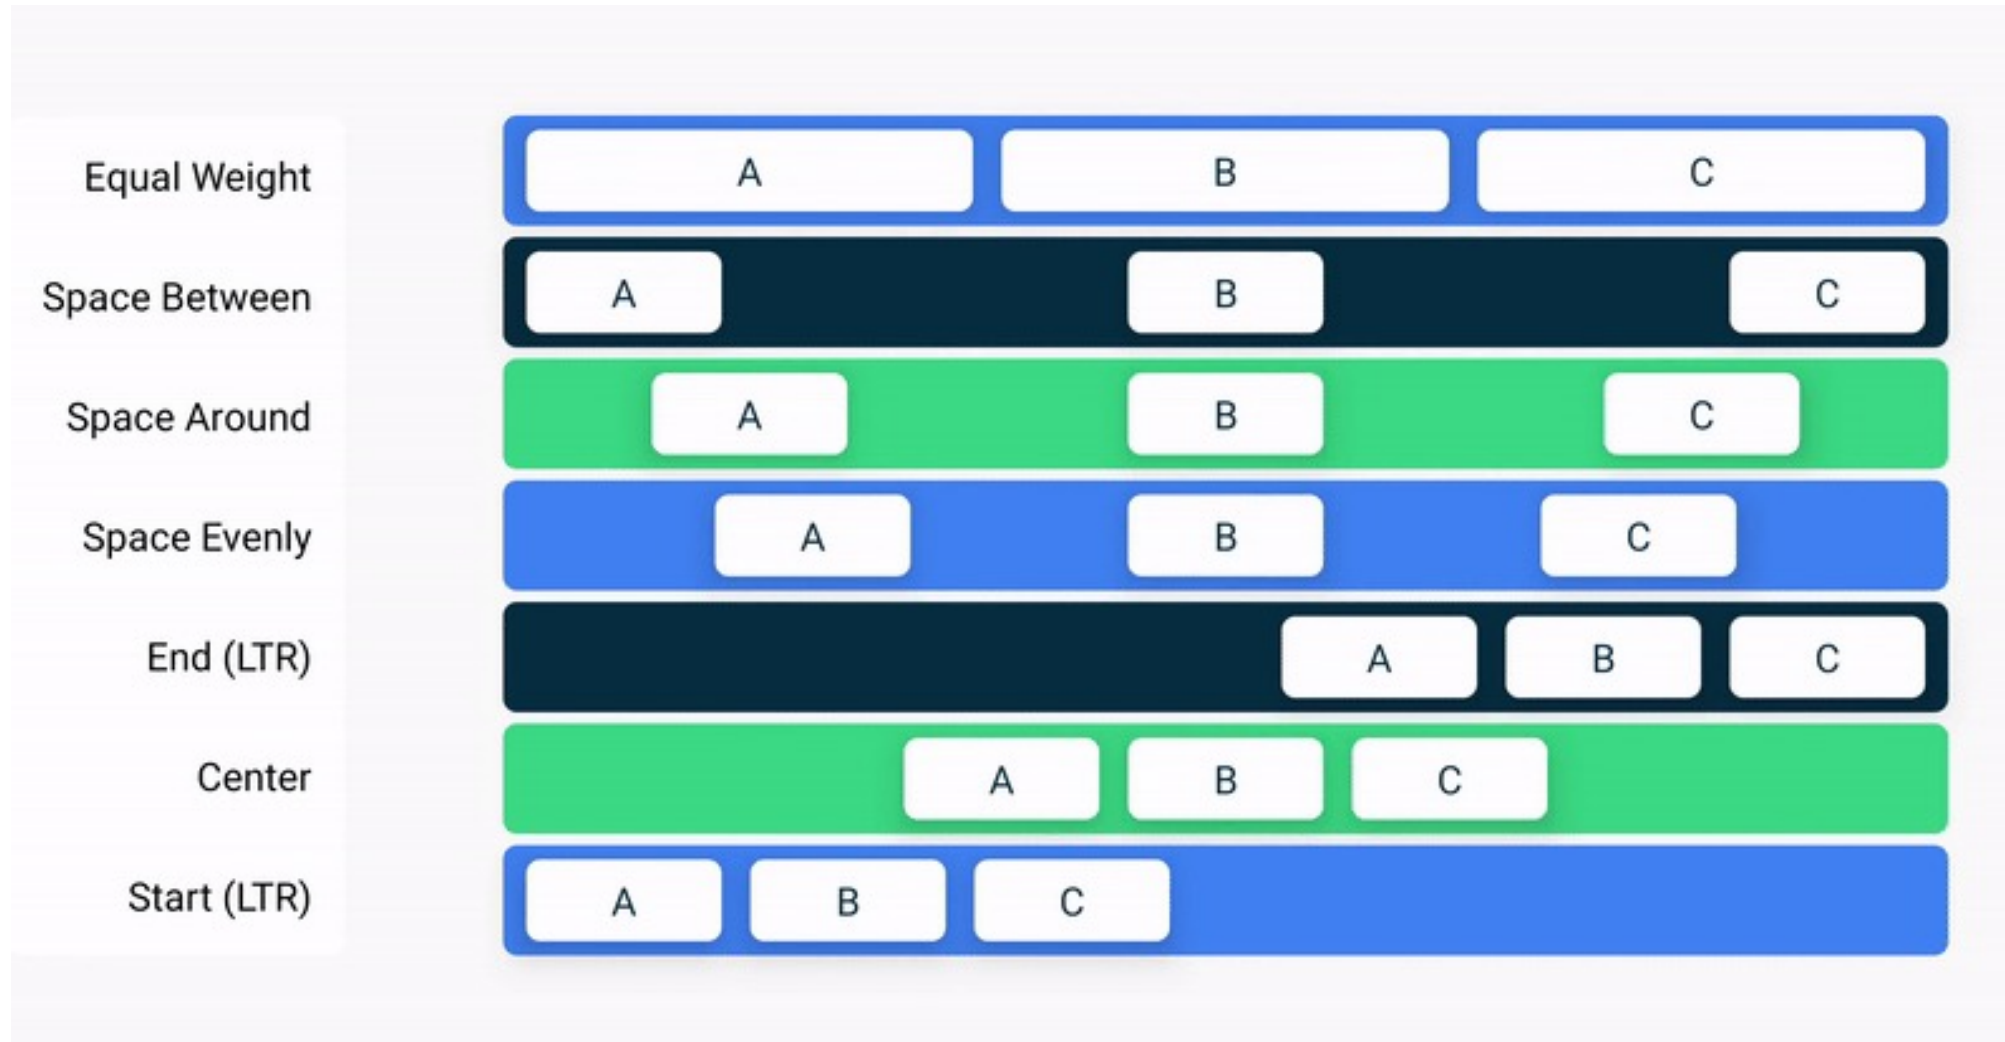 Equal Weight A B C
Space Between A B C
Space Around A B C
Space Evenly A B C
End (LTR) A B C
Center A B C
Start (LTR) A B C